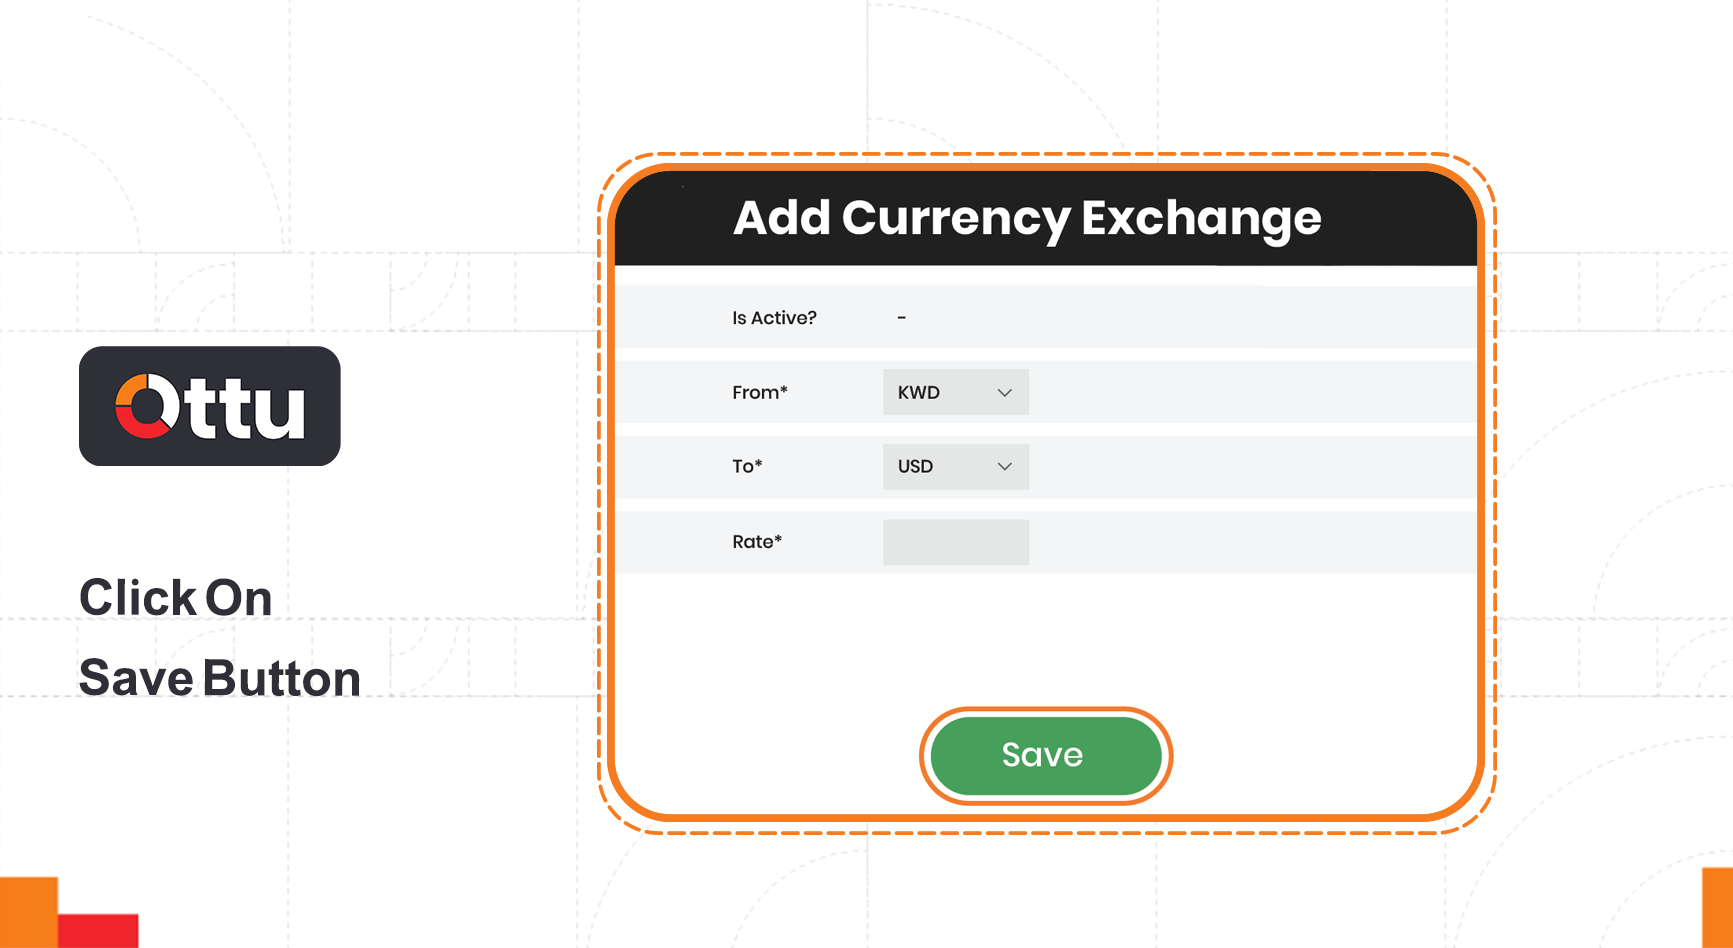 Ottu
Click On
Save Button
Add Currency Exchange
Is Active? -
From* KWD
To* USD
Rate*
Save